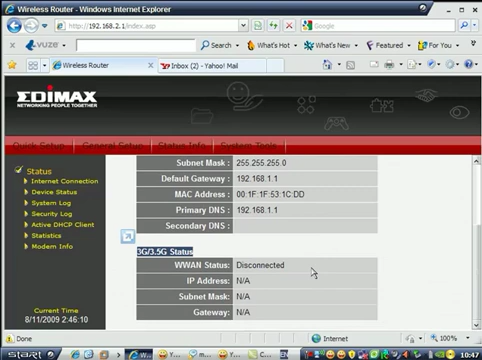 Wireless Router - Windows Internet Explorer
http://192.168.2.1/index.asp
Google
Search
What's Hot
What's New
Featured
For You
Wireless Router
Inbox (2) - Yahoo! Mail
EDIMAX
NETWORKING PEOPLE TOGETHER
Quick Setup General Setup Status Info System Tools
Status
Internet Connection
Device Status
System Log
Security Log
Active DHCP Client
Statistics
Modem Info
Current Time
8/11/2009 2:46:10
Subnet Mask : 255.255.255.0
Default Gateway : 192.168.1.1
MAC Address : 00:1F:1F:53:1C:DD
Primary DNS : 192.168.1.1
Secondary DNS :
3G/3.5G Status
WWAN Status: Disconnected
IP Address: N/A
Subnet Mask: N/A
Gateway: N/A
Done
Internet
100%
start
EN
10:47